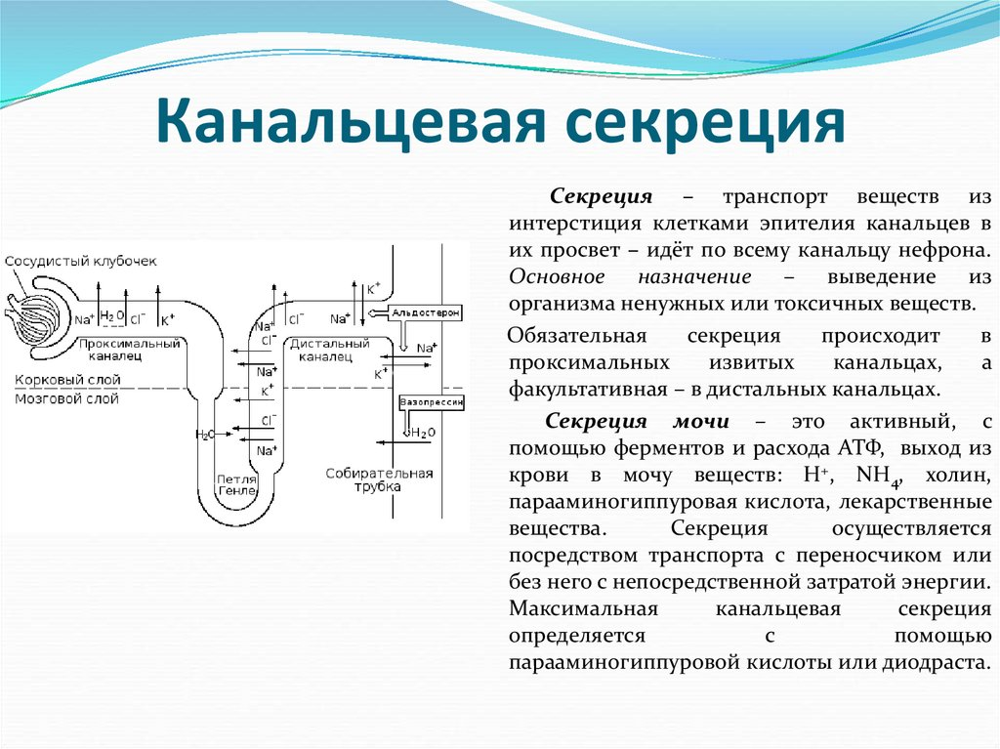 Канальцевая секреция
Сосудистый клубочек
Na⁺ H₂O Cl⁻ K⁺
Проксимальный
каналец
Корковый слой
Мозговой слой
H₂O
Петля
Генле
Na⁺
Cl⁻
Na⁺
K⁺
Cl⁻
Na⁺
Cl⁻ Na⁺
K⁺
Дистальный
каналец
Альдостерон
Na⁺
K⁺
Вазопрессин
H₂O
Собирательная
трубка
Секреция – транспорт веществ из
интерстиция клетками эпителия канальцев в
их просвет – идёт по всему канальцу нефрона.
Основное назначение – выведение из
организма ненужных или токсичных веществ.
Обязательная секреция происходит в
проксимальных извитых канальцах, а
факультативная – в дистальных канальцах.
Секреция мочи – это активный, с
помощью ферментов и расхода АТФ, выход из
крови в мочу веществ: H⁺, NH₄, холин,
парааминогиппуровая кислота, лекарственные
вещества. Секреция осуществляется
посредством транспорта с переносчиком или
без него с непосредственной затратой энергии.
Максимальная канальцевая секреция
определяется с помощью
парааминогиппуровой кислоты или диодраста.